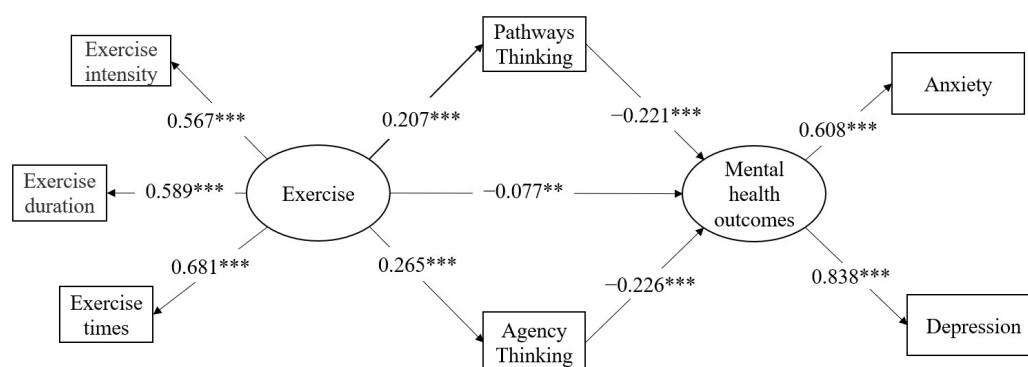 Exercise
intensity
0.567***
Exercise
duration
0.589***
Exercise
times
0.681***
Exercise
Pathways
Thinking
0.207***
−0.221***
−0.077**
0.265***
−0.226***
Agency
Thinking
Mental
health
outcomes
Anxiety
0.608***
0.838***
Depression